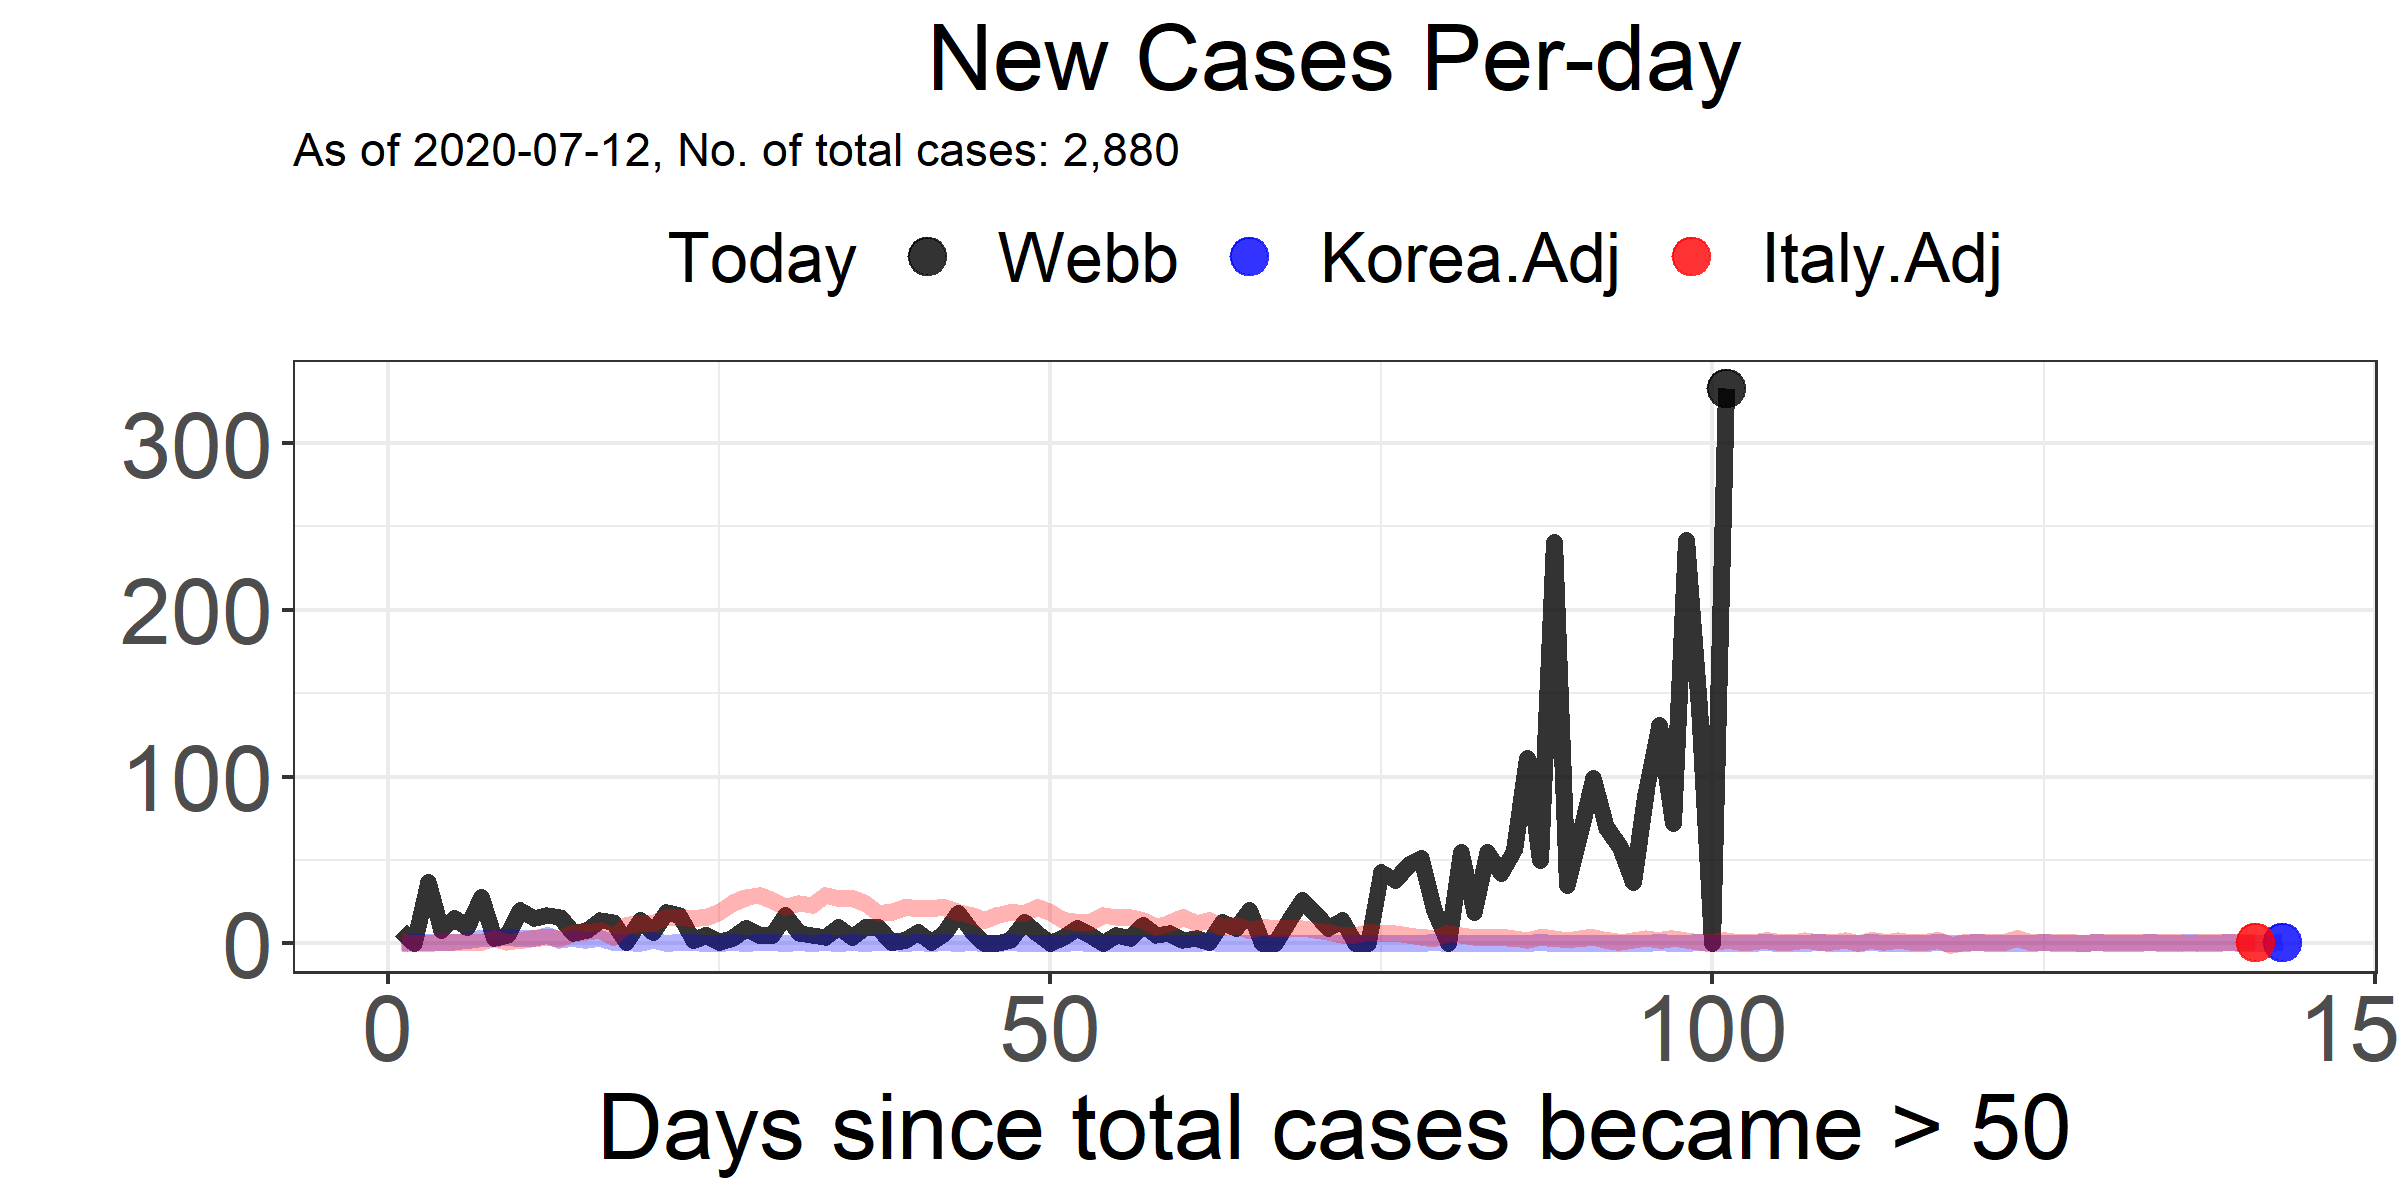 New Cases Per-day
As of 2020-07-12, No. of total cases: 2,880
Today Webb Korea.Adj Italy.Adj
300
200
100
0
0 50 100 15
Days since total cases became > 50